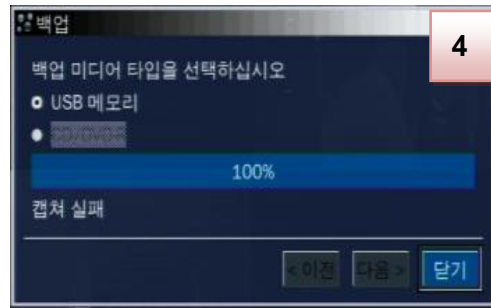 백업
4
백업 미디어 타입을 선택하십시오
USB 메모리
100%
캡쳐 실패
< 이전
다음 >
닫기